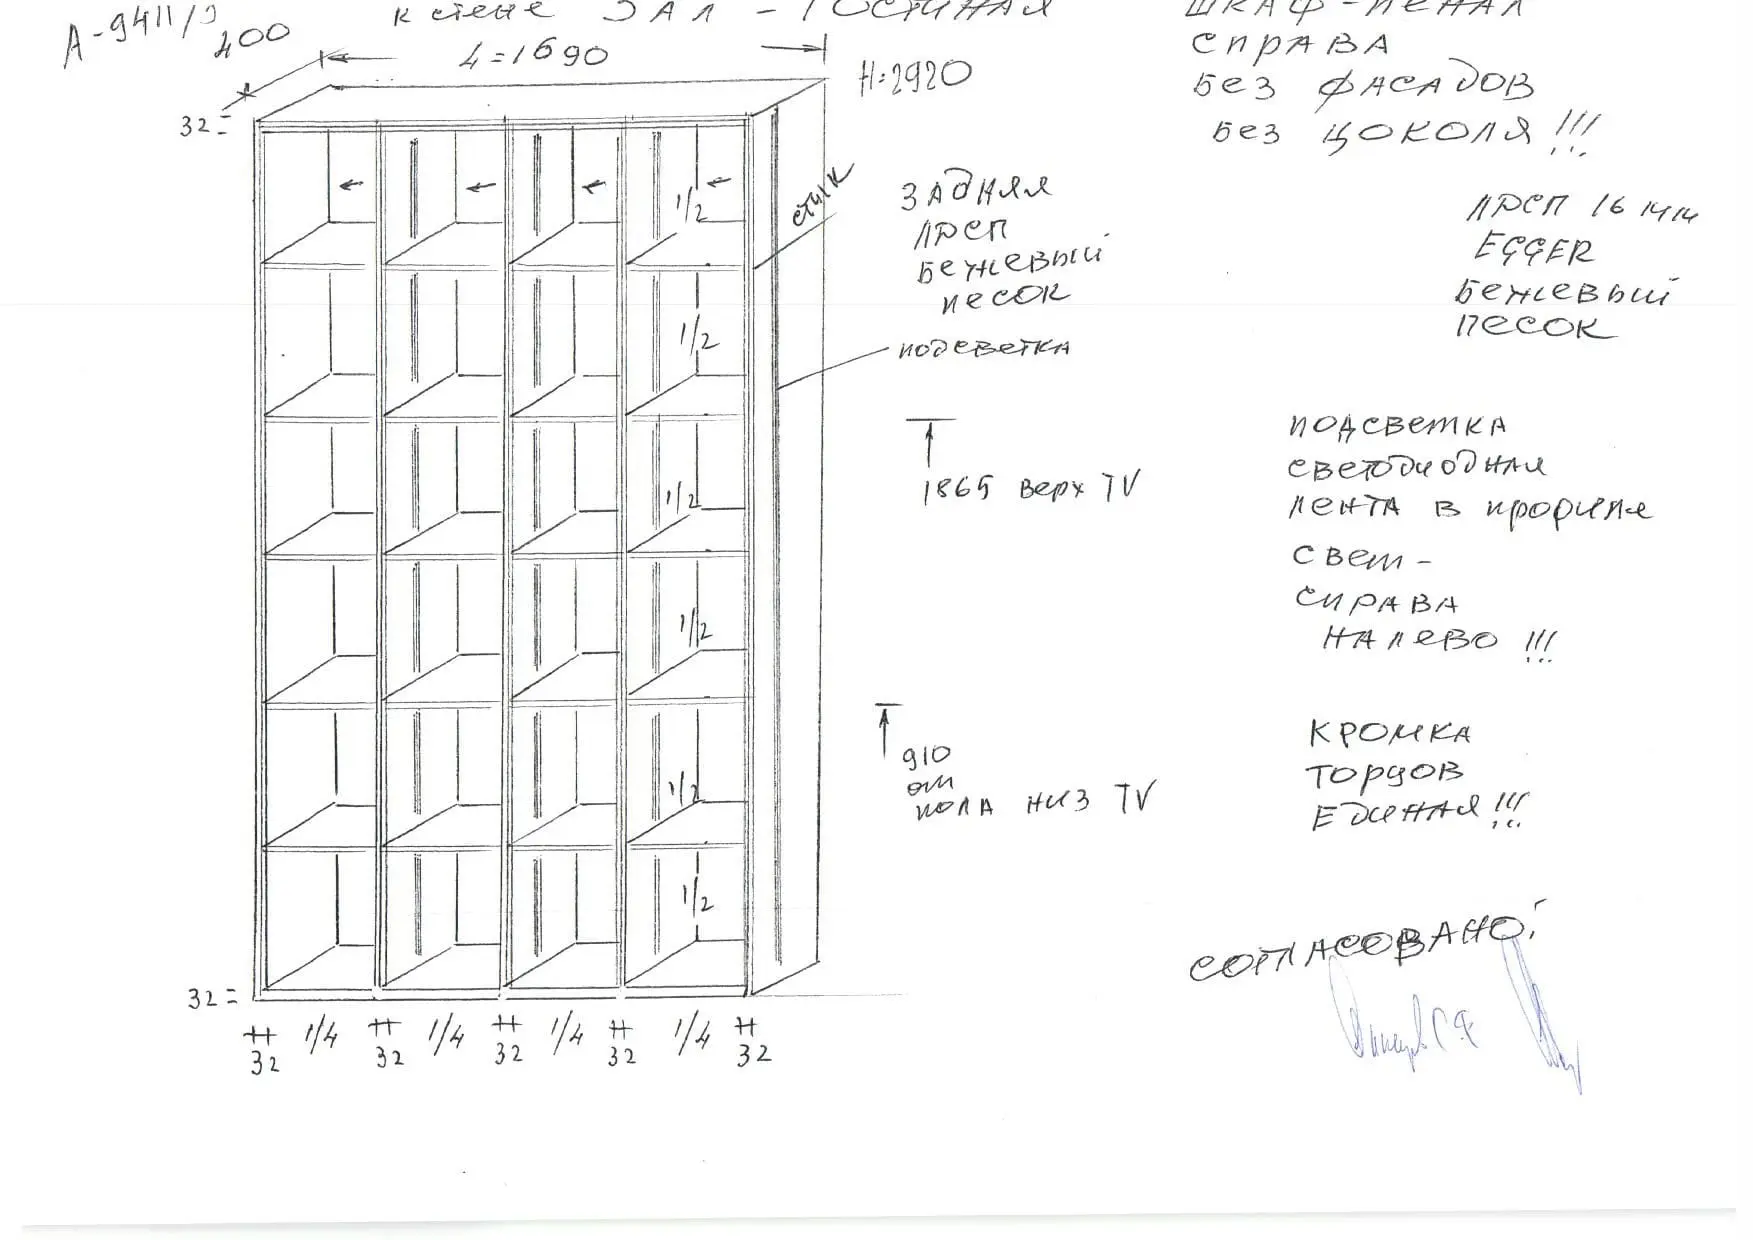 А-9411/3
400
к стене ЗАЛ - ГОСТИНАЯ
L=1690
H=2920
ШКАФ-ПЕНАЛ
СПРАВА
БЕЗ ФАСАДОВ
БЕЗ ЦОКОЛЯ!!!
32=
СТЫК
1/2
1/2
1/2
1/2
1/2
1/2
ЗАДНЯЯ
ЛДСП
БЕЖЕВЫЙ
ПЕСОК
ПОДСВЕТКА
1865 верх TV
910
от
пола низ TV
ЛДСП 16 мм
EGGER
БЕЖЕВЫЙ
ПЕСОК
ПОДСВЕТКА
СВЕТОДИОДНАЯ
ЛЕНТА В профиле
СВЕТ -
СПРАВА
НАЛЕВО !!!
КРОМКА
ТОРЦОВ
ЕДИНАЯ!!!
СОГЛАСОВАНО!
32=
1/4 1/4 1/4 1/4
32 32 32 32 32